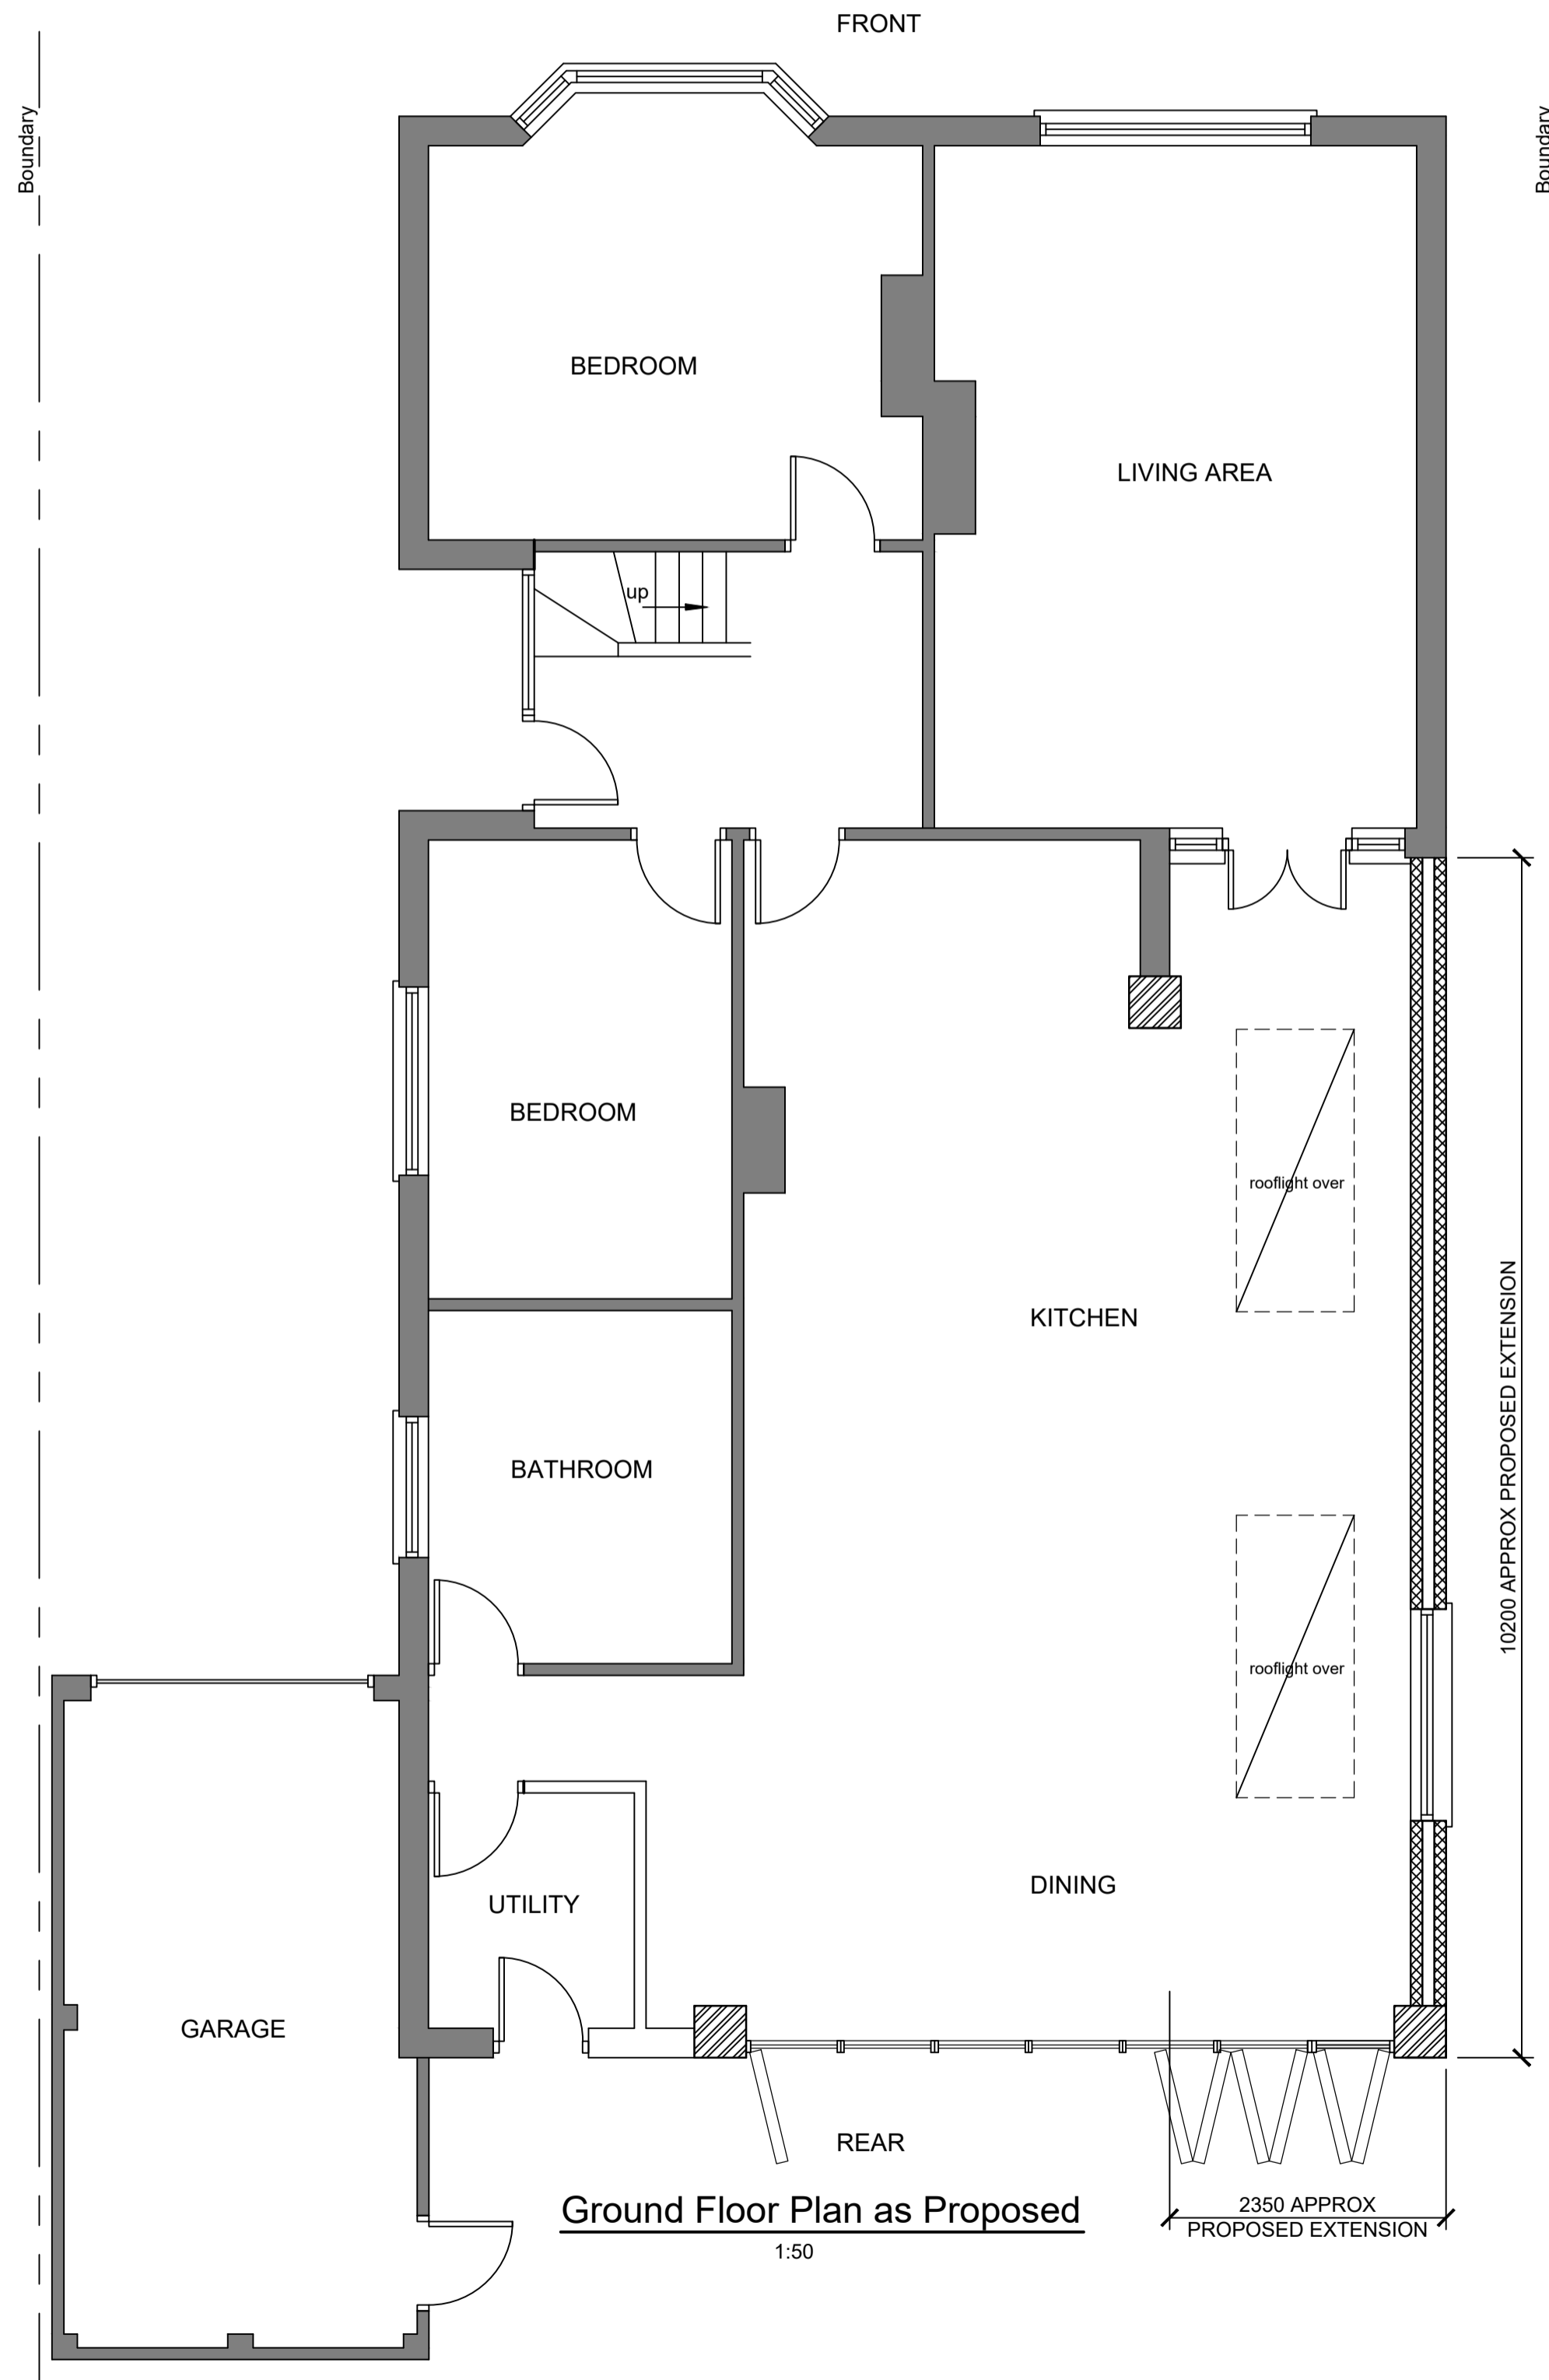 FRONT
Boundary
Boundary
BEDROOM
LIVING AREA
up
BEDROOM
rooflight over
KITCHEN
10200 APPROX PROPOSED EXTENSION
BATHROOM
rooflight over
DINING
UTILITY
GARAGE
REAR
Ground Floor Plan as Proposed
1:50
2350 APPROX
PROPOSED EXTENSION